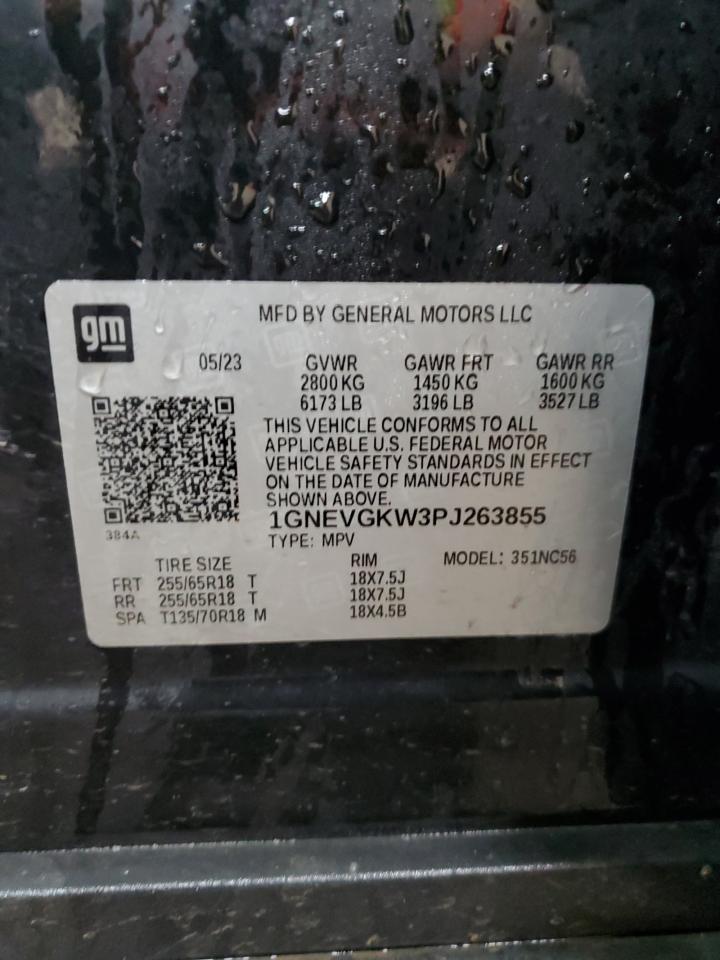 gm
MFD BY GENERAL MOTORS LLC
05/23 GVWR GAWR FRT GAWR RR
2800 KG 1450 KG 1600 KG
6173 LB 3196 LB 3527 LB
THIS VEHICLE CONFORMS TO ALL
APPLICABLE U.S. FEDERAL MOTOR
VEHICLE SAFETY STANDARDS IN EFFECT
ON THE DATE OF MANUFACTURE
SHOWN ABOVE.
1GNEVGKW3PJ263855
384A
TYPE: MPV
TIRE SIZE RIM MODEL: 351NC56
FRT 255/65R18 T 18X7.5J
RR 255/65R18 T 18X7.5J
SPA T135/70R18 M 18X4.5B